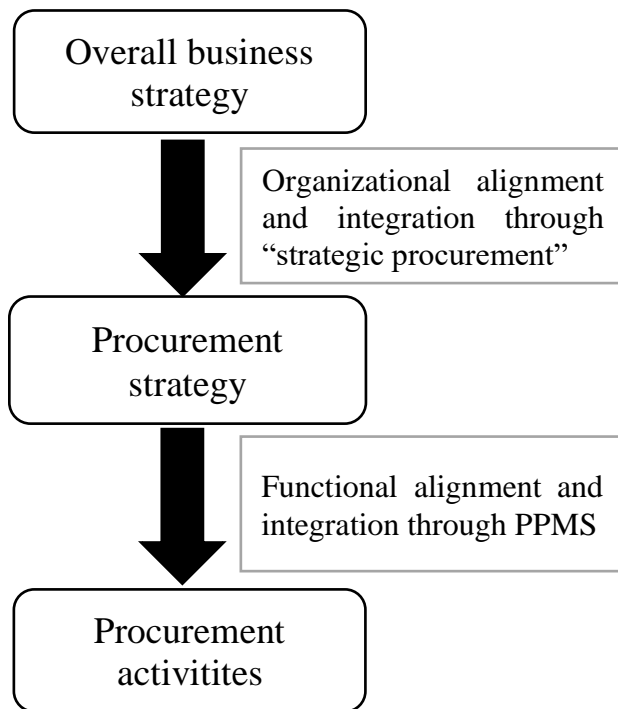 Overall business
strategy
Organizational alignment
and integration through
“strategic procurement”
Procurement
strategy
Functional alignment and
integration through PPMS
Procurement
activitites